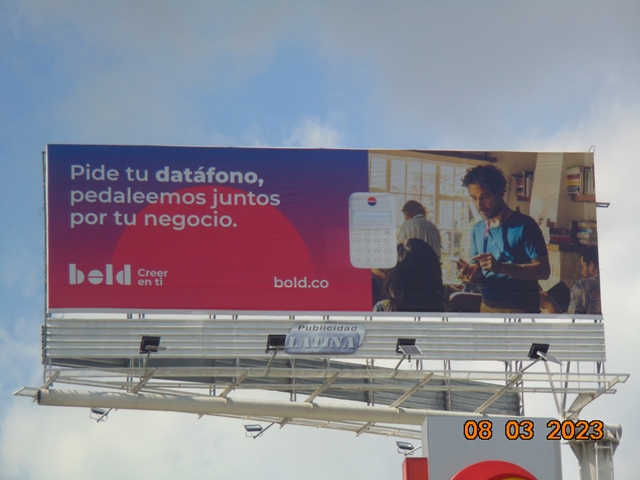 Pide tu datáfono,
pedaleemos juntos
por tu negocio.
bold Creer
en ti
bold.co
Publicidad
LATINA
08 03 2023